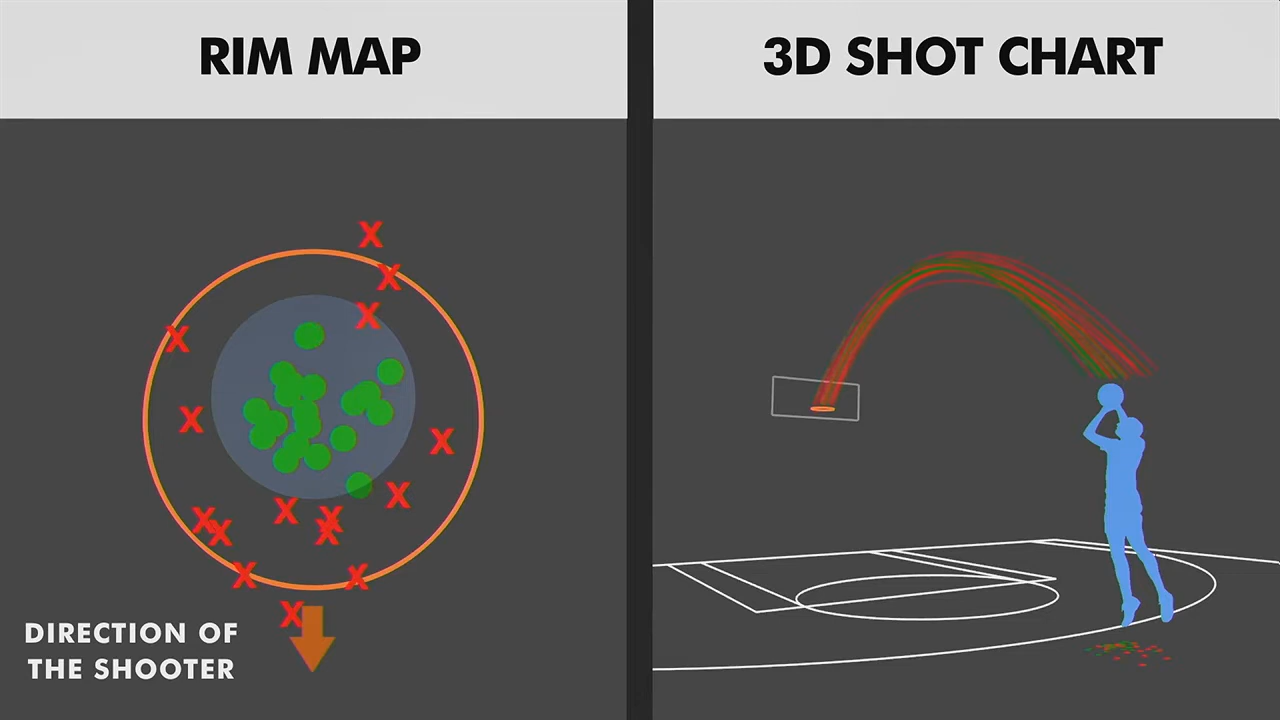 RIM MAP
3D SHOT CHART
DIRECTION OF
THE SHOOTER